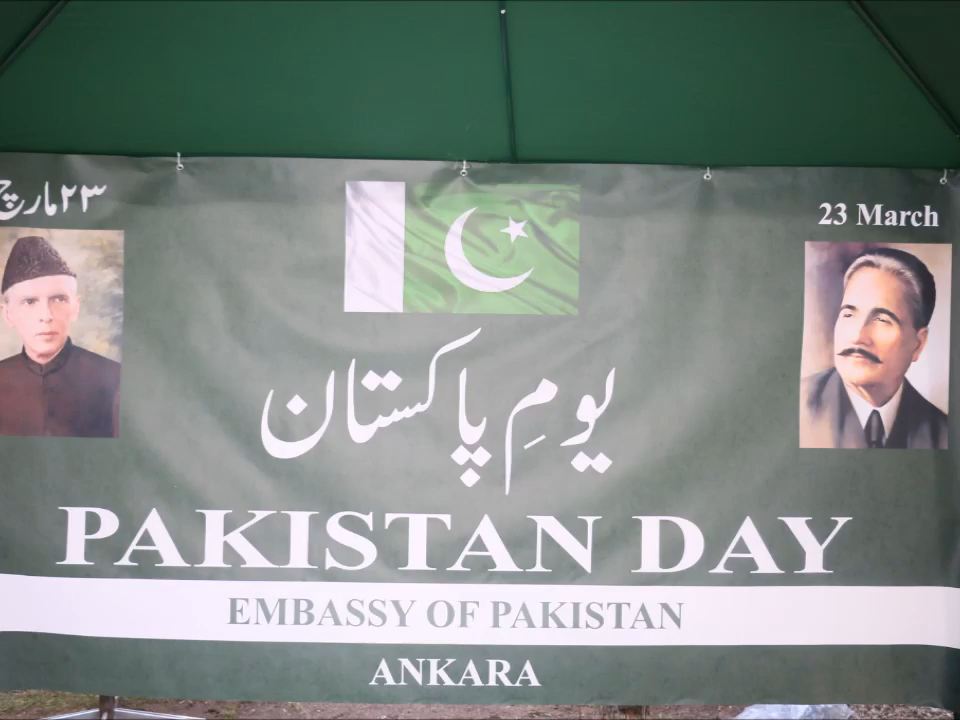 ۲۳ مارچ
23 March
یومِ پاکستان
PAKISTAN DAY
EMBASSY OF PAKISTAN
ANKARA